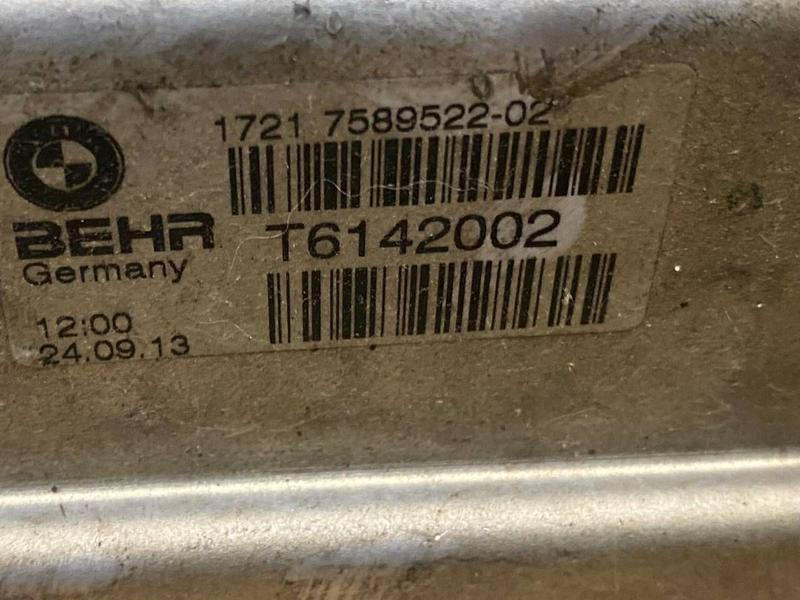 1721 7589522-02
BEHR
T6142002
Germany
12:00
24.09.13